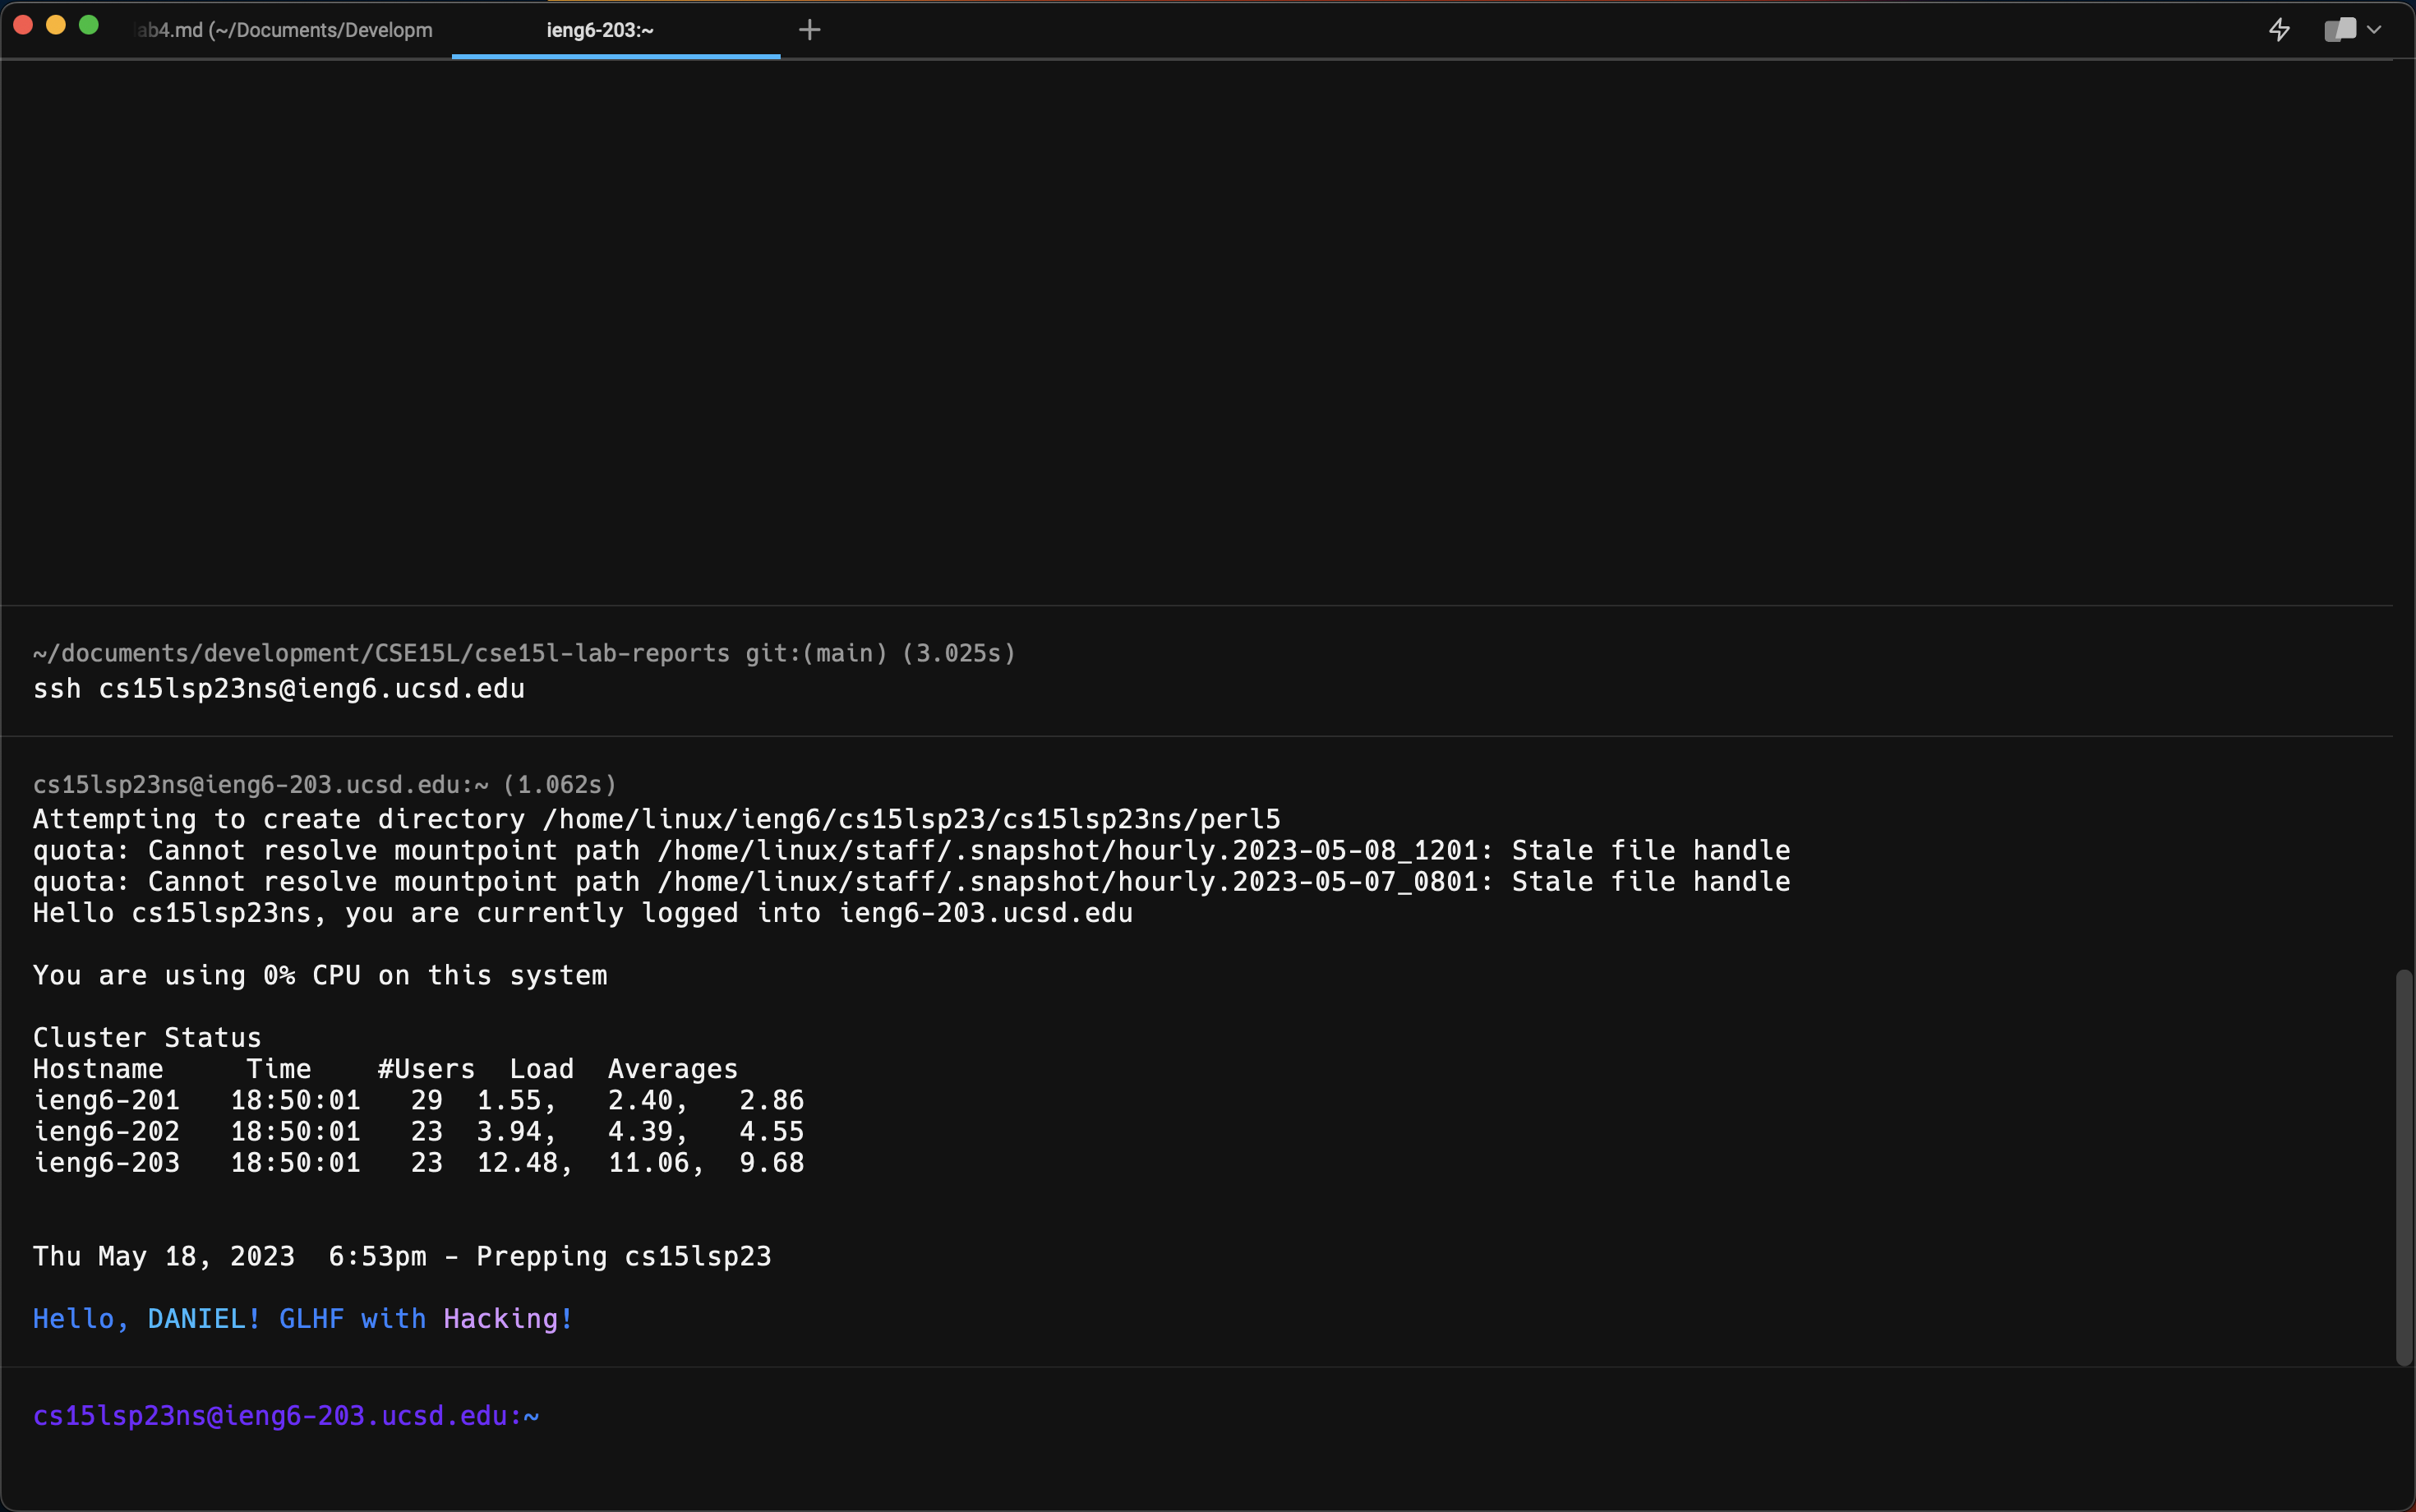 ab4.md (~/Documents/Developm
ieng6-203:~
~/documents/development/CSE15L/cse15l-lab-reports git:(main) (3.025s)
ssh cs15lsp23ns@ieng6.ucsd.edu
cs15lsp23ns@ieng6-203.ucsd.edu:~ (1.062s)
Attempting to create directory /home/linux/ieng6/cs15lsp23/cs15lsp23ns/perl5
quota: Cannot resolve mountpoint path /home/linux/staff/.snapshot/hourly.2023-05-08_1201: Stale file handle
quota: Cannot resolve mountpoint path /home/linux/staff/.snapshot/hourly.2023-05-07_0801: Stale file handle
Hello cs15lsp23ns, you are currently logged into ieng6-203.ucsd.edu
You are using 0% CPU on this system
Cluster Status
Hostname     Time    #Users  Load  Averages
ieng6-201   18:50:01   29  1.55,   2.40,   2.86
ieng6-202   18:50:01   23  3.94,   4.39,   4.55
ieng6-203   18:50:01   23  12.48,  11.06,  9.68
Thu May 18, 2023  6:53pm - Prepping cs15lsp23
Hello, DANIEL! GLHF with Hacking!
cs15lsp23ns@ieng6-203.ucsd.edu:~